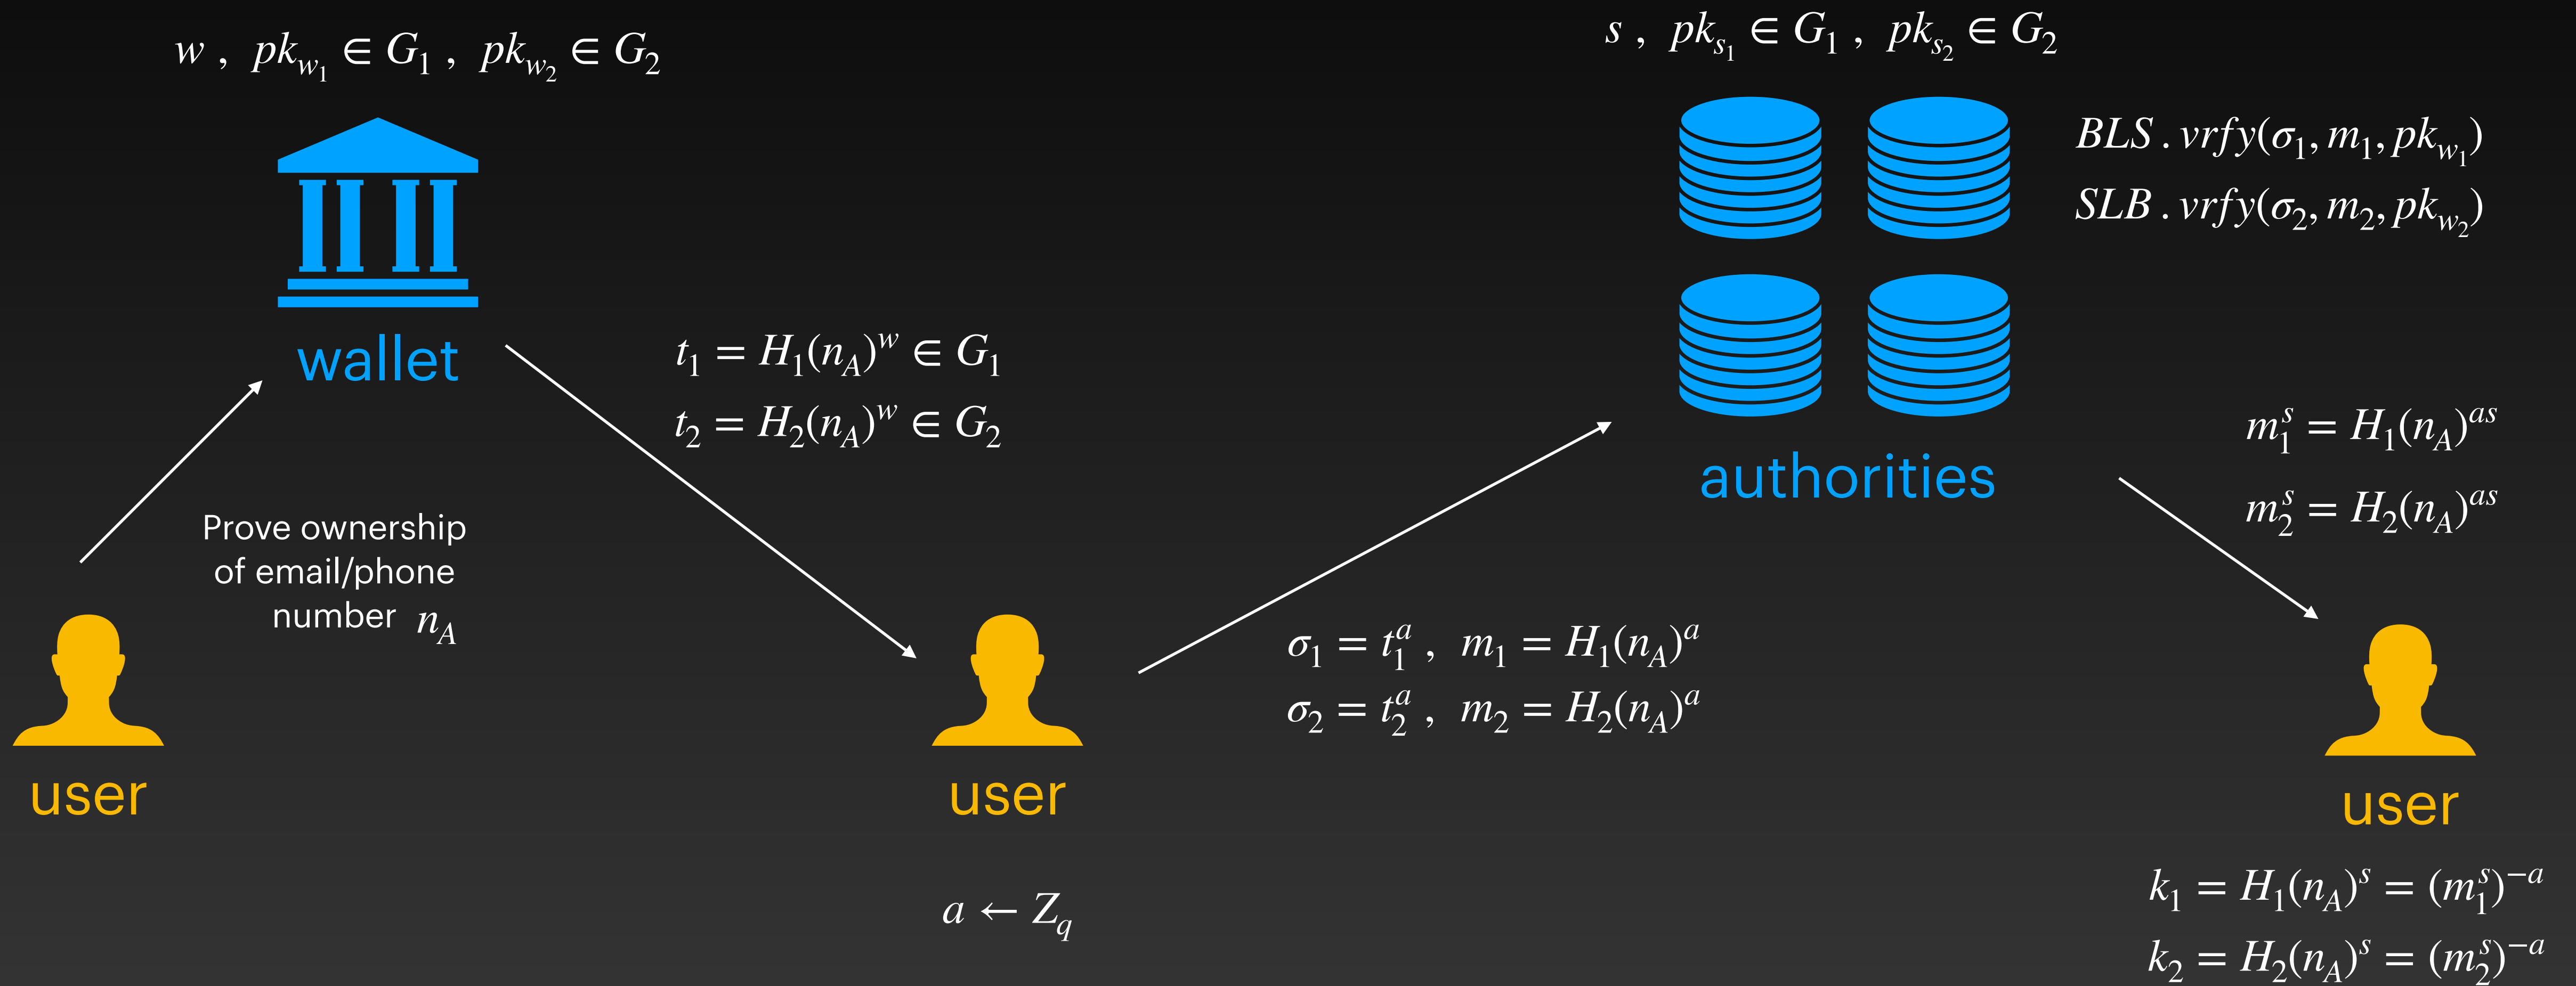 w , pk_{w_1} ∈ G_1 , pk_{w_2} ∈ G_2
wallet
Prove ownership
of email/phone
number n_A
user
t_1 = H_1(n_A)^w ∈ G_1
t_2 = H_2(n_A)^w ∈ G_2
user
a ← Z_q
σ_1 = t_1^a , m_1 = H_1(n_A)^a
σ_2 = t_2^a , m_2 = H_2(n_A)^a
s , pk_{s_1} ∈ G_1 , pk_{s_2} ∈ G_2
BLS . vrfy(σ_1, m_1, pk_{w_1})
SLB . vrfy(σ_2, m_2, pk_{w_2})
authorities
m_1^s = H_1(n_A)^{as}
m_2^s = H_2(n_A)^{as}
user
k_1 = H_1(n_A)^s = (m_1^s)^{-a}
k_2 = H_2(n_A)^s = (m_2^s)^{-a}